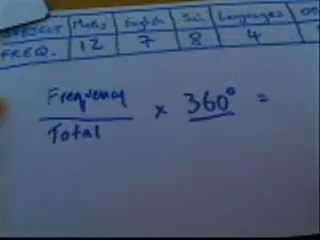 SUBJECT Maths English Sci. Languages
FREQ. 12 7 8 4
Frequency
Total × 360° =